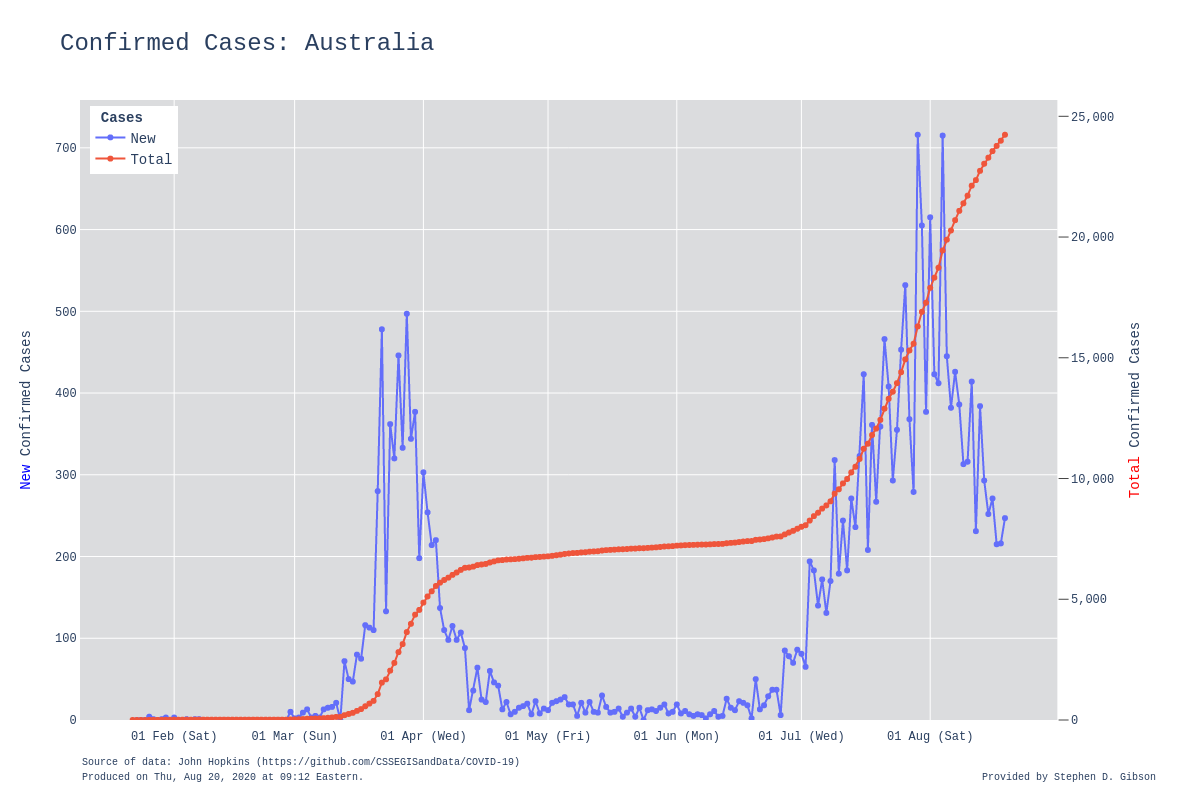 Confirmed Cases: Australia
Cases
New
Total
700
600
500
400
300
200
100
0
25,000
20,000
15,000
10,000
5,000
0
New Confirmed Cases
Total Confirmed Cases
01 Feb (Sat) 01 Mar (Sun) 01 Apr (Wed) 01 May (Fri) 01 Jun (Mon) 01 Jul (Wed) 01 Aug (Sat)
Source of data: John Hopkins (https://github.com/CSSEGISandData/COVID-19)
Produced on Thu, Aug 20, 2020 at 09:12 Eastern.
Provided by Stephen D. Gibson